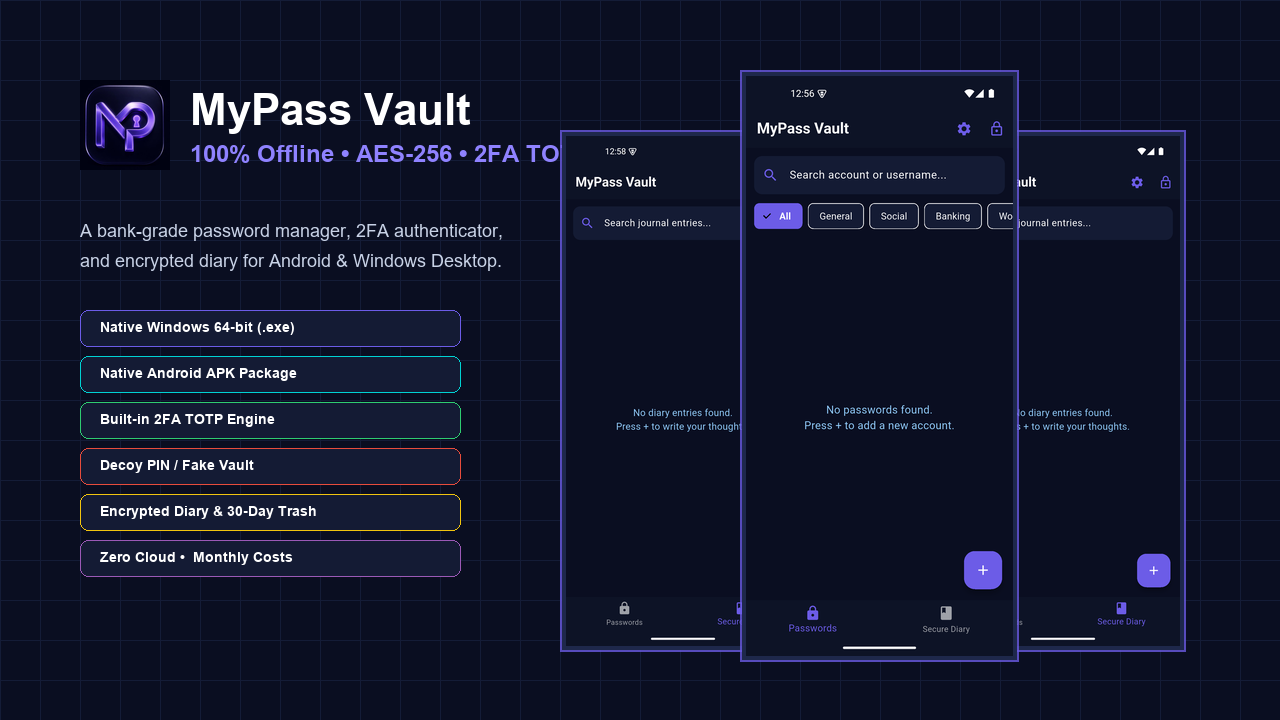 MyPass Vault
100% Offline • AES-256 • 2FA TO
A bank-grade password manager, 2FA authenticator,
and encrypted diary for Android & Windows Desktop.
Native Windows 64-bit (.exe)
Native Android APK Package
Built-in 2FA TOTP Engine
Decoy PIN / Fake Vault
Encrypted Diary & 30-Day Trash
Zero Cloud •  Monthly Costs
12:58
MyPass Vault
Search journal entries...
No diary entries found.
Press + to write your though
Passwords
Secure
12:56
MyPass Vault
Search account or username...
All
General
Social
Banking
Wo
No passwords found.
Press + to add a new account.
+
Passwords
Secure Diary
ault
journal entries...
o diary entries found.
s + to write your thoughts.
+
s
Secure Diary